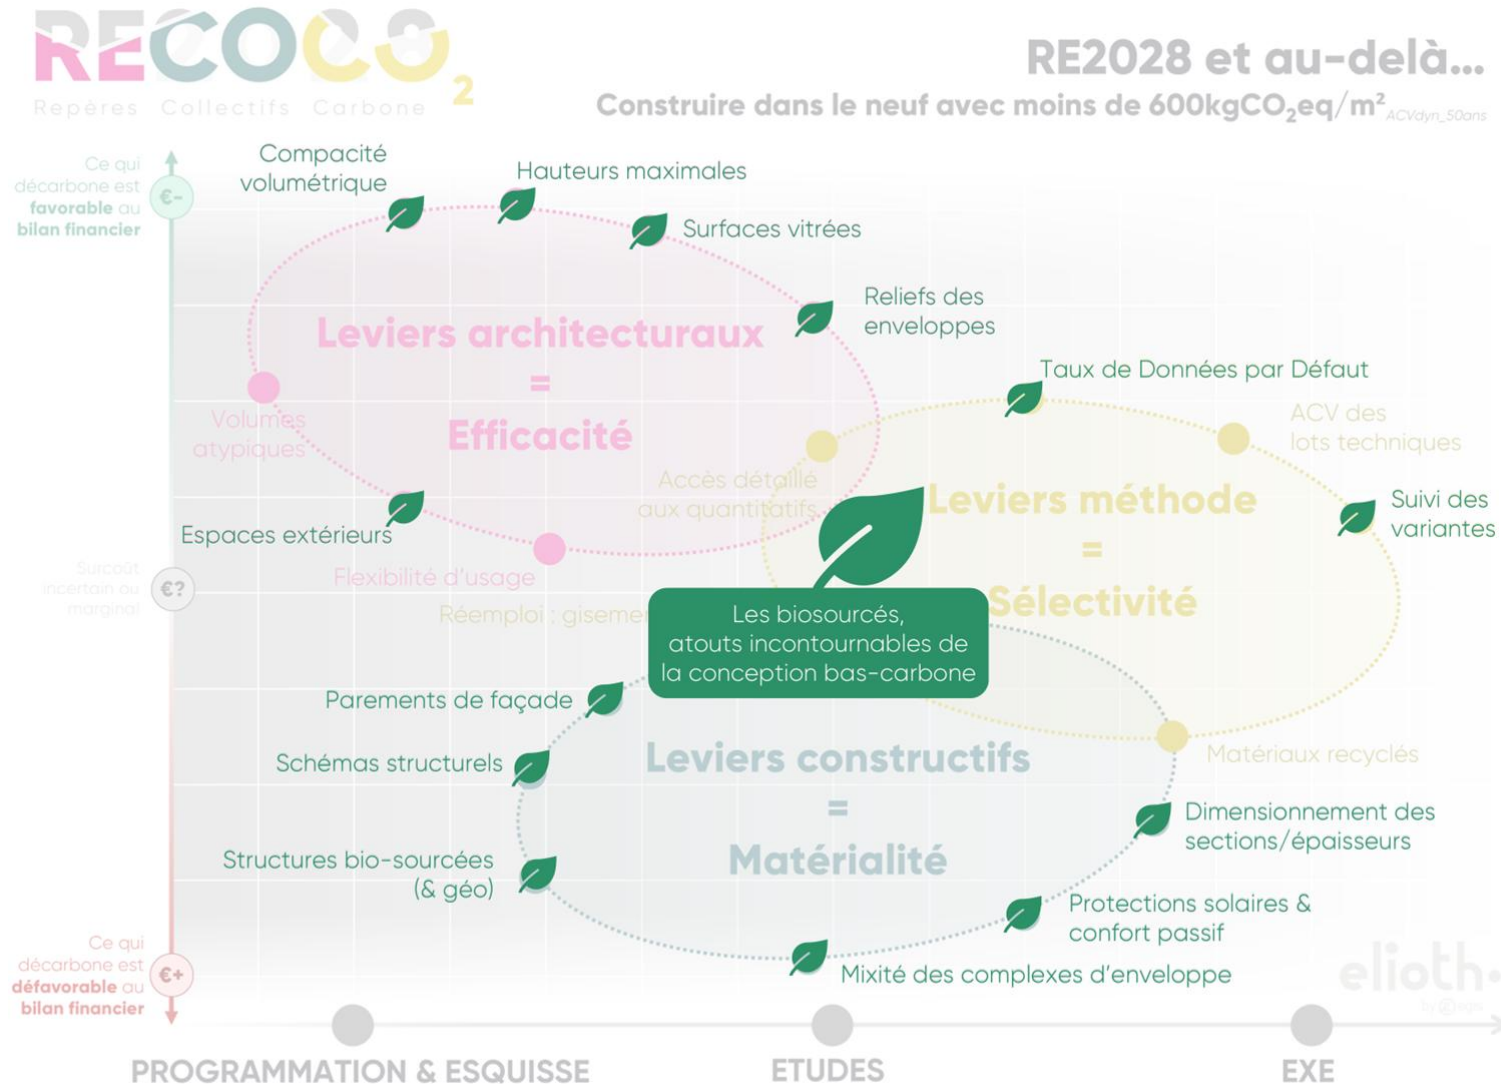 RECOCO2
Repères Collectifs Carbone
RE2028 et au-delà...
Construire dans le neuf avec moins de 600kgCO₂eq/m² ACVdyn_50ans
Ce qui
décarbone est
favorable au
bilan financier
€-
Compacité
volumétrique
Hauteurs maximales
Surfaces vitrées
Reliefs des
enveloppes
Leviers architecturaux
=
Efficacité
Volumes
atypiques
Espaces extérieurs
Flexibilité d'usage
Taux de Données par Défaut
ACV des
lots techniques
Accès détaillé
aux quantitatifs
Leviers méthode
=
Sélectivité
Suivi des
variantes
Surcoût
incertain ou
marginal
€?
Réemploi : giseme
Les biosourcés,
atouts incontournables de
la conception bas-carbone
Parements de façade
Schémas structurels
Leviers constructifs
=
Matérialité
Matériaux recyclés
Structures bio-sourcées
(& géo)
Dimensionnement des
sections/épaisseurs
Protections solaires &
confort passif
Mixité des complexes d'enveloppe
Ce qui
décarbone est
défavorable au
bilan financier
€+
elioth
by egis
PROGRAMMATION & ESQUISSE
ETUDES
EXE